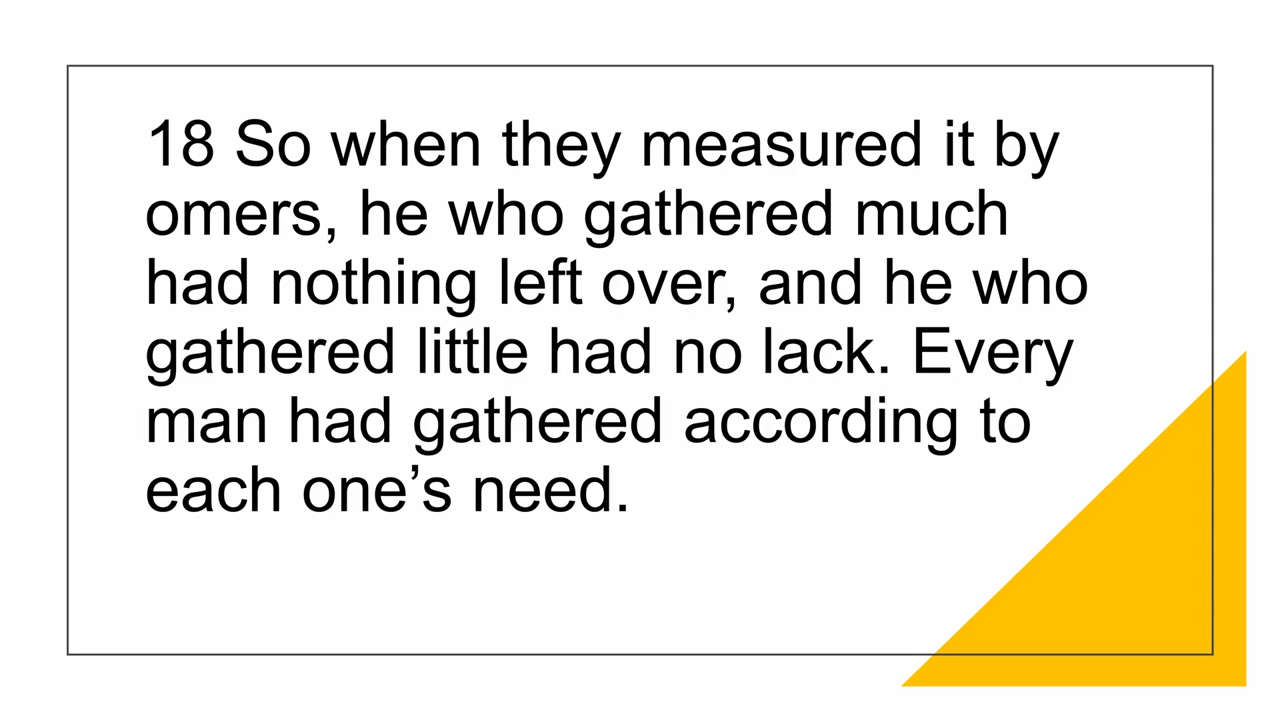 18 So when they measured it by
omers, he who gathered much
had nothing left over, and he who
gathered little had no lack. Every
man had gathered according to
each one’s need.